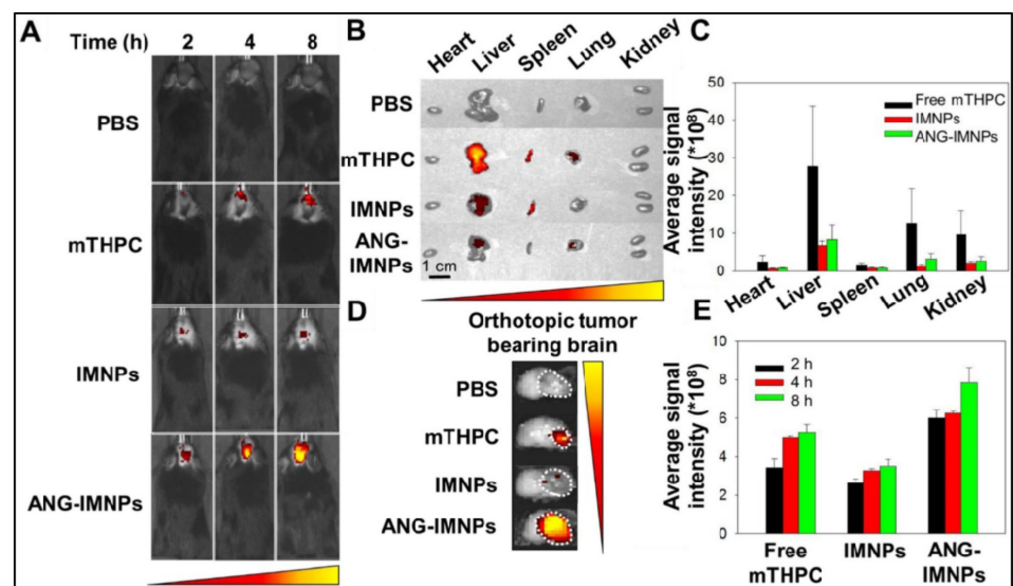 A
Time (h) 2 4 8
PBS
mTHPC
IMNPs
ANG-IMNPs
B
Heart Liver Spleen Lung Kidney
PBS
mTHPC
IMNPs
ANG-
IMNPs
1 cm
C
Average signal
intensity (*10⁸)
50
40
30
20
10
0
Free mTHPC
IMNPs
ANG-IMNPs
Heart Liver Spleen Lung Kidney
D
Orthotopic tumor
bearing brain
PBS
mTHPC
IMNPs
ANG-IMNPs
E
Average signal
intensity (*10⁸)
10
8
6
4
2
0
2 h
4 h
8 h
Free
mTHPC
IMNPs
ANG-
IMNPs